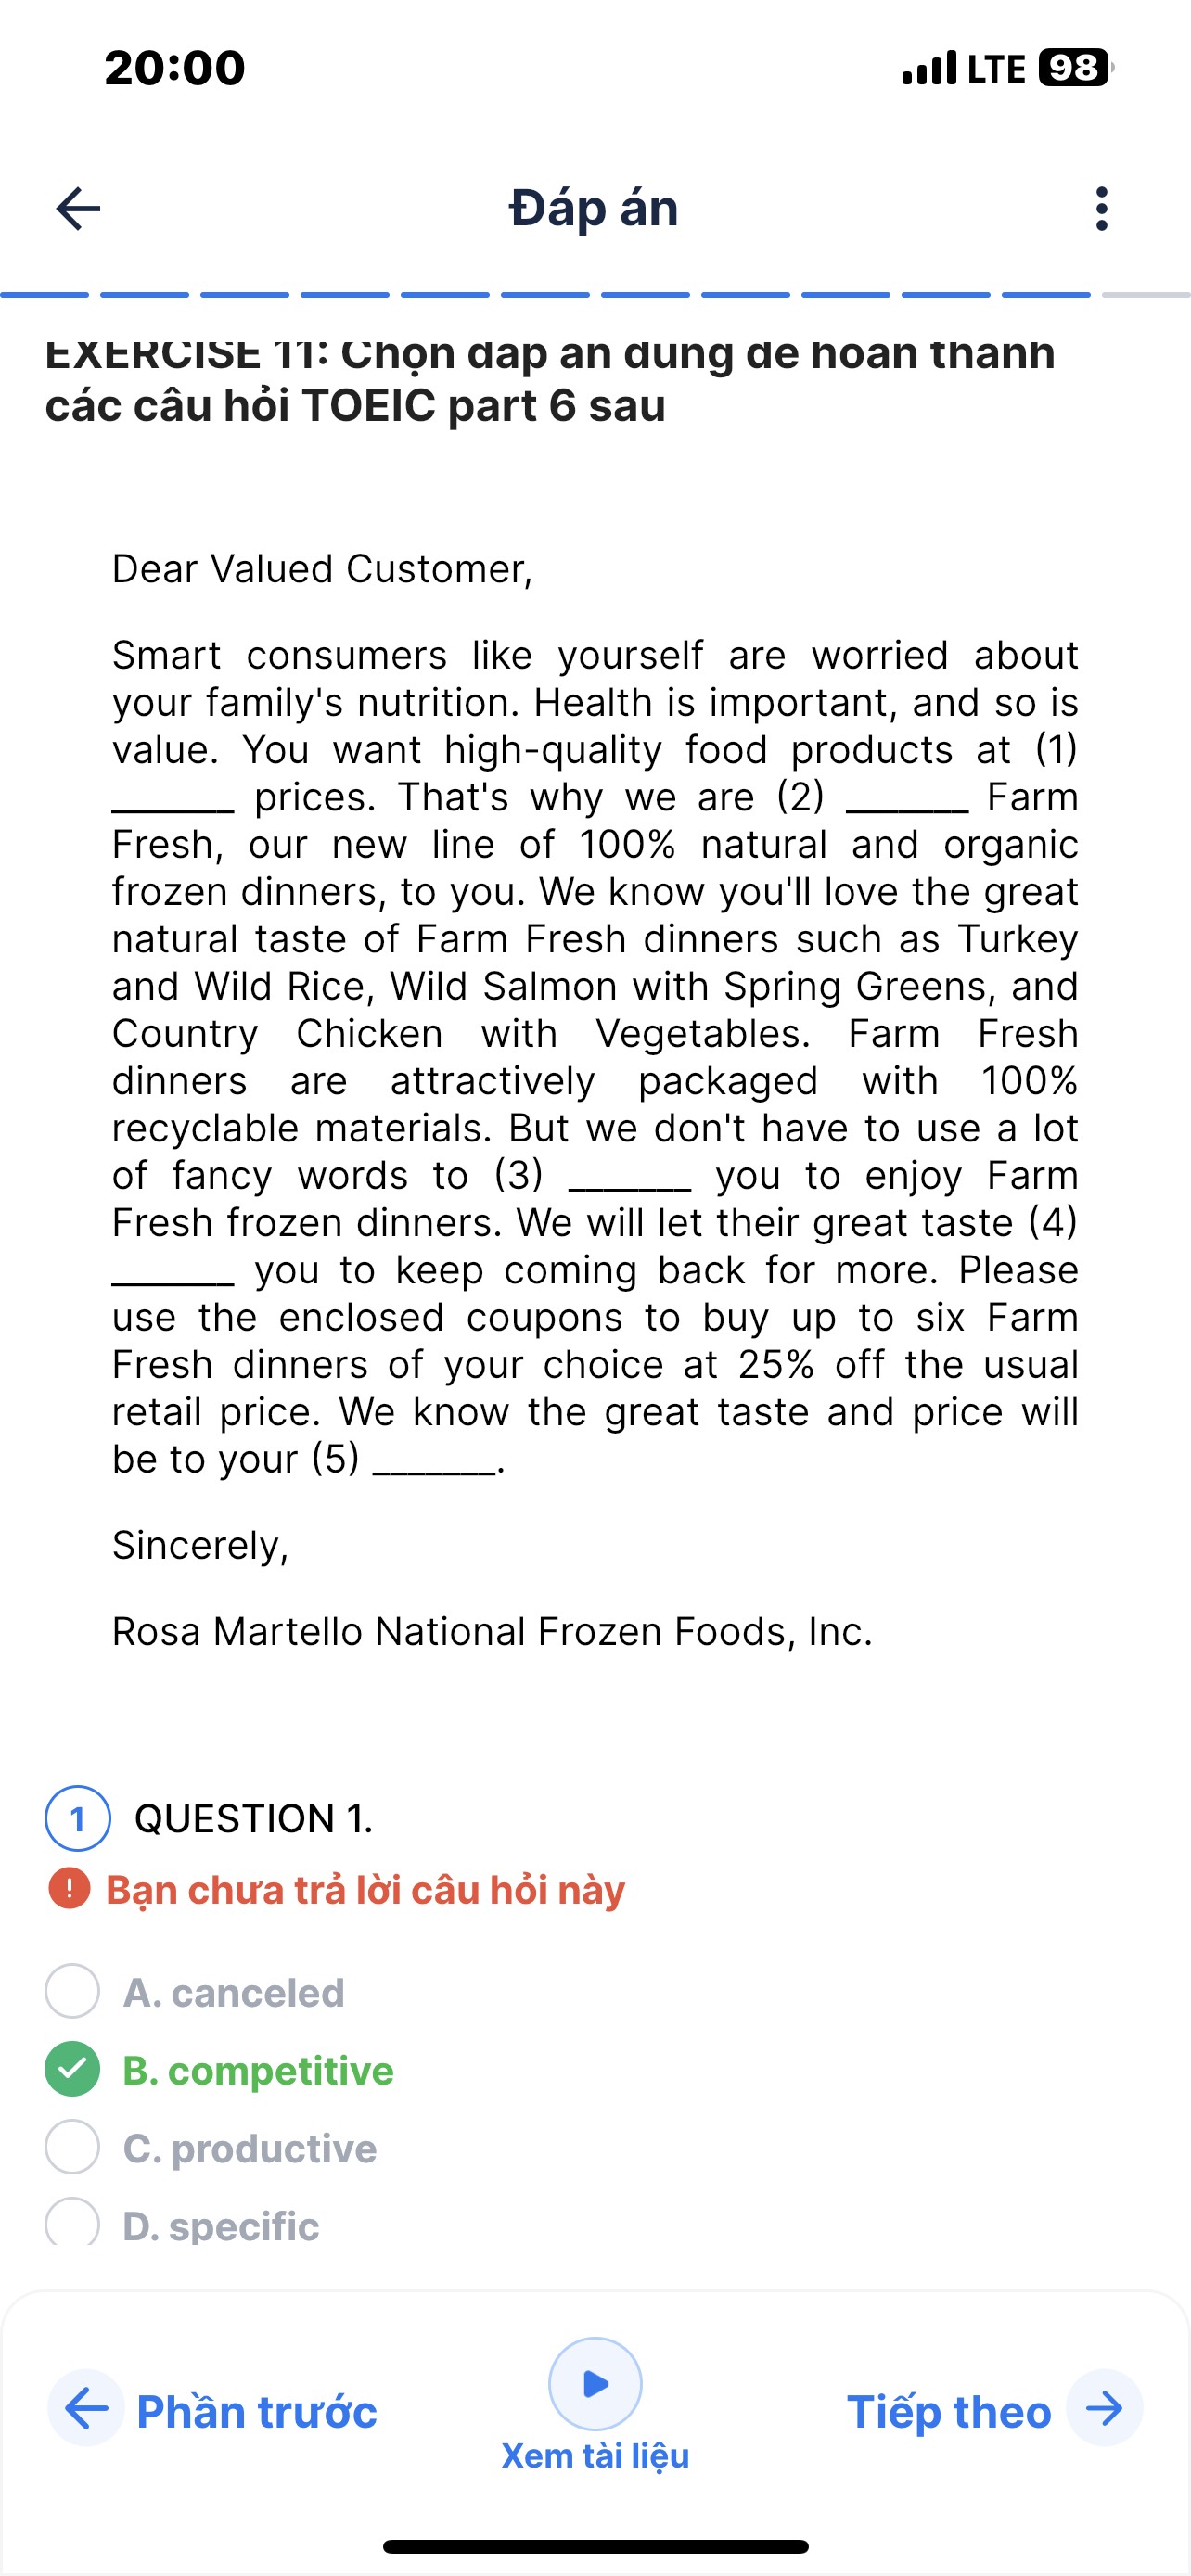 20:00
LTE 98
Đáp án
EXERCISE 11: Chọn đáp án đúng để hoàn thành
các câu hỏi TOEIC part 6 sau
Dear Valued Customer,
Smart consumers like yourself are worried about
your family's nutrition. Health is important, and so is
value. You want high-quality food products at (1)
_______ prices. That's why we are (2) _______ Farm
Fresh, our new line of 100% natural and organic
frozen dinners, to you. We know you'll love the great
natural taste of Farm Fresh dinners such as Turkey
and Wild Rice, Wild Salmon with Spring Greens, and
Country Chicken with Vegetables. Farm Fresh
dinners are attractively packaged with 100%
recyclable materials. But we don't have to use a lot
of fancy words to (3) _______ you to enjoy Farm
Fresh frozen dinners. We will let their great taste (4)
_______ you to keep coming back for more. Please
use the enclosed coupons to buy up to six Farm
Fresh dinners of your choice at 25% off the usual
retail price. We know the great taste and price will
be to your (5) _______.
Sincerely,
Rosa Martello National Frozen Foods, Inc.
1 QUESTION 1.
Bạn chưa trả lời câu hỏi này
A. canceled
B. competitive
C. productive
D. specific
Phần trước
Xem tài liệu
Tiếp theo